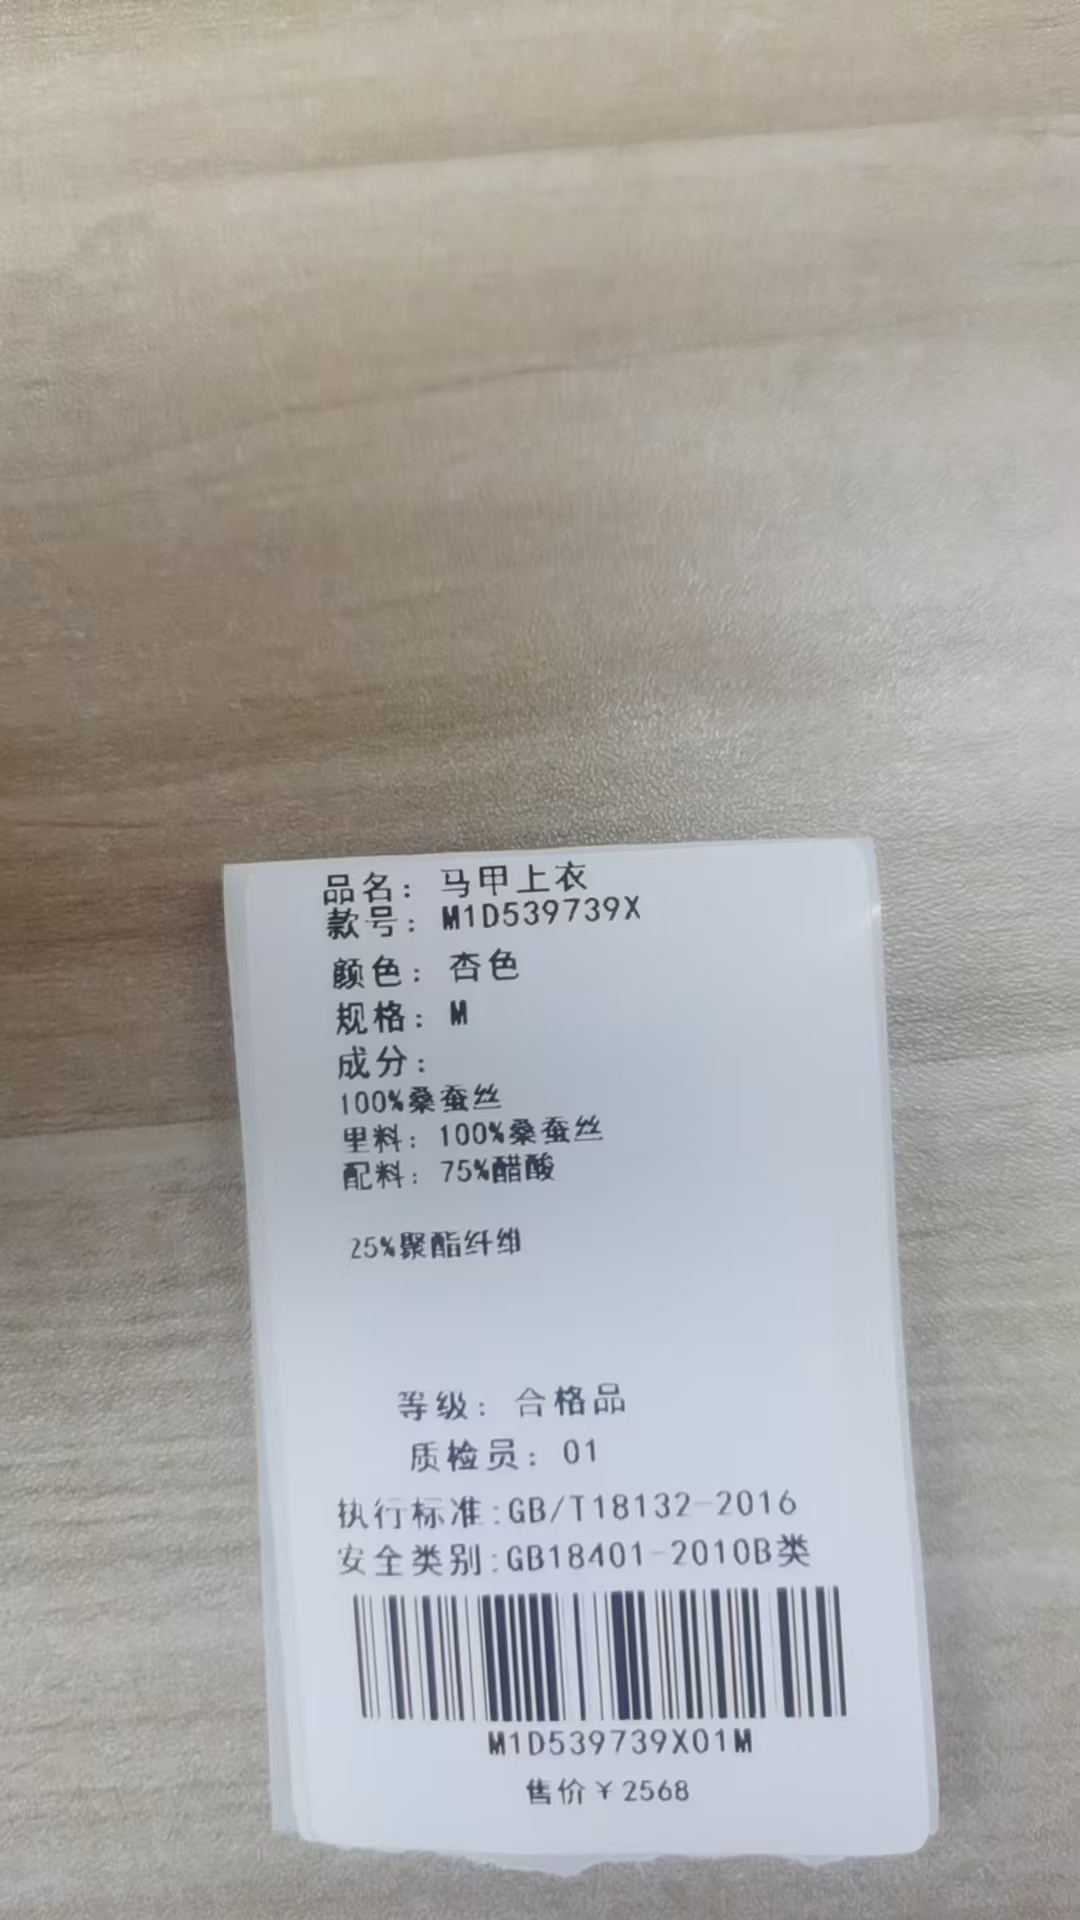 品名：马甲上衣
款号：M1D539739X
颜色：杏色
规格：M
成分：
100%桑蚕丝
里料：100%桑蚕丝
配料：75%醋酸
25%聚酯纤维
等级：合格品
质检员：01
执行标准:GB/T18132-2016
安全类别:GB18401-2010B类
M1D539739X01M
售价￥2568